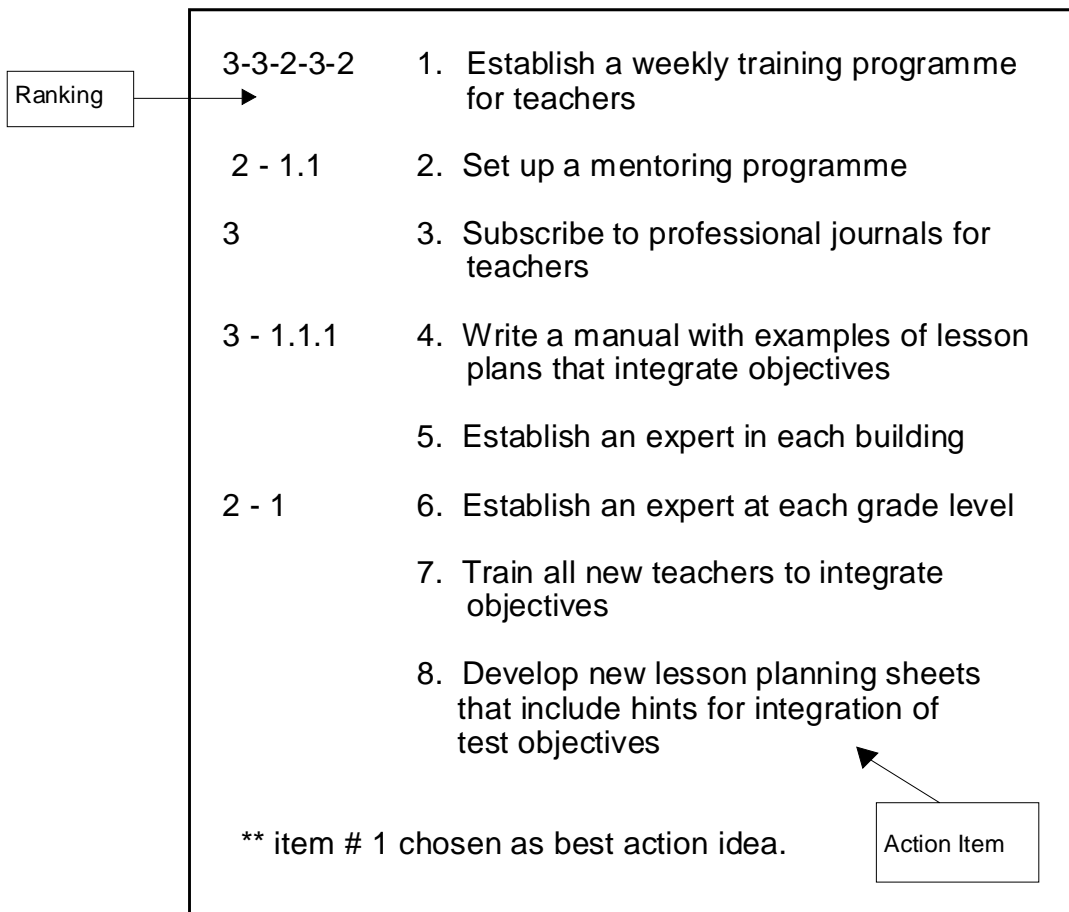 3-3-2-3-2 1. Establish a weekly training programme
for teachers
Ranking
2 - 1.1 2. Set up a mentoring programme
3 3. Subscribe to professional journals for
teachers
3 - 1.1.1 4. Write a manual with examples of lesson
plans that integrate objectives
5. Establish an expert in each building
2 - 1 6. Establish an expert at each grade level
7. Train all new teachers to integrate
objectives
8. Develop new lesson planning sheets
that include hints for integration of
test objectives
** item # 1 chosen as best action idea.
Action Item